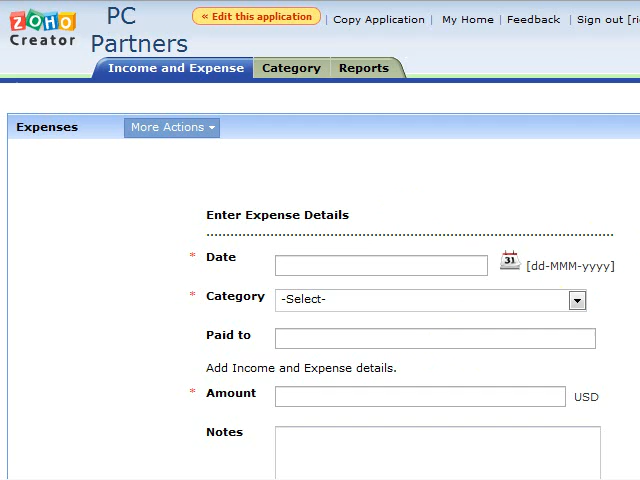 ZOHO
Creator
PC
Partners
« Edit this application | Copy Application | My Home | Feedback | Sign out [ri
Income and Expense Category Reports
Expenses More Actions
Enter Expense Details
* Date 31 [dd-MMM-yyyy]
* Category -Select-
Paid to
Add Income and Expense details.
* Amount USD
Notes